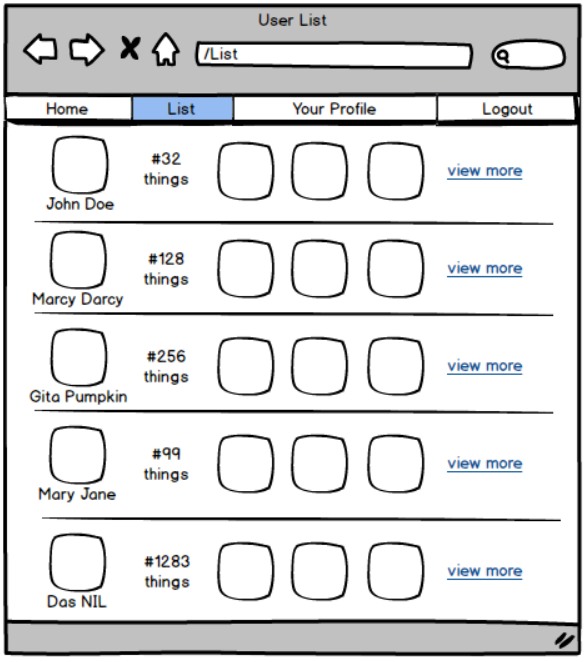 User List
/List
Home List Your Profile Logout
#32
things
view more
John Doe
#128
things
view more
Marcy Darcy
#256
things
view more
Gita Pumpkin
#99
things
view more
Mary Jane
#1283
things
view more
Das NIL